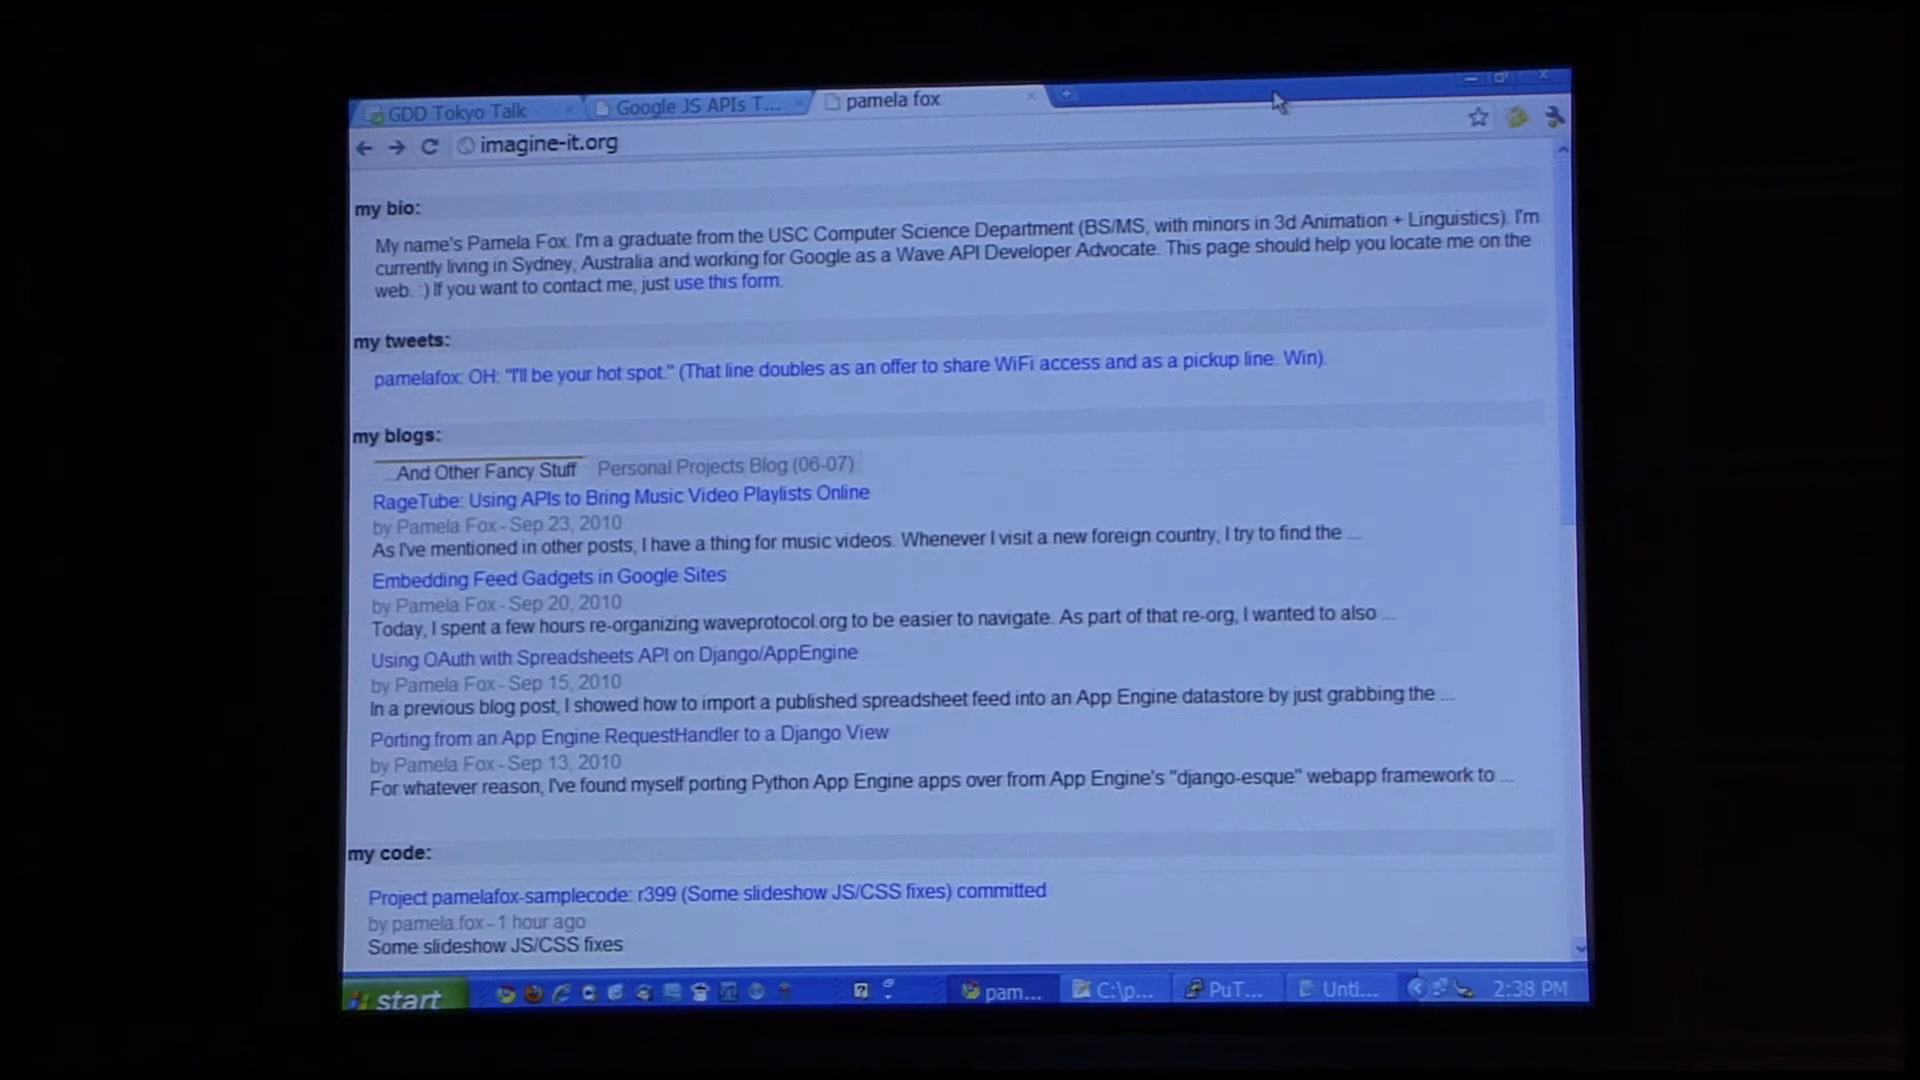 GDD Tokyo Talk
Google JS APIs T...
pamela fox
imagine-it.org
my bio:
My name's Pamela Fox. I'm a graduate from the USC Computer Science Department (BS/MS, with minors in 3d Animation + Linguistics). I'm
currently living in Sydney, Australia and working for Google as a Wave API Developer Advocate. This page should help you locate me on the
web. :) If you want to contact me, just use this form.
my tweets:
pamelafox: OH: "I'll be your hot spot." (That line doubles as an offer to share WiFi access and as a pickup line. Win).
my blogs:
...And Other Fancy Stuff Personal Projects Blog (06-07)
RageTube: Using APIs to Bring Music Video Playlists Online
by Pamela Fox - Sep 23, 2010
As I've mentioned in other posts, I have a thing for music videos. Whenever I visit a new foreign country, I try to find the ...
Embedding Feed Gadgets in Google Sites
by Pamela Fox - Sep 20, 2010
Today, I spent a few hours re-organizing waveprotocol.org to be easier to navigate. As part of that re-org, I wanted to also ...
Using OAuth with Spreadsheets API on Django/AppEngine
by Pamela Fox - Sep 15, 2010
In a previous blog post, I showed how to import a published spreadsheet feed into an App Engine datastore by just grabbing the ...
Porting from an App Engine RequestHandler to a Django View
by Pamela Fox - Sep 13, 2010
For whatever reason, I've found myself porting Python App Engine apps over from App Engine's "django-esque" webapp framework to ...
my code:
Project pamelafox-samplecode: r399 (Some slideshow JS/CSS fixes) committed
by pamela.fox - 1 hour ago
Some slideshow JS/CSS fixes
start pam... C:\p... PuT... Unti... 2:38 PM